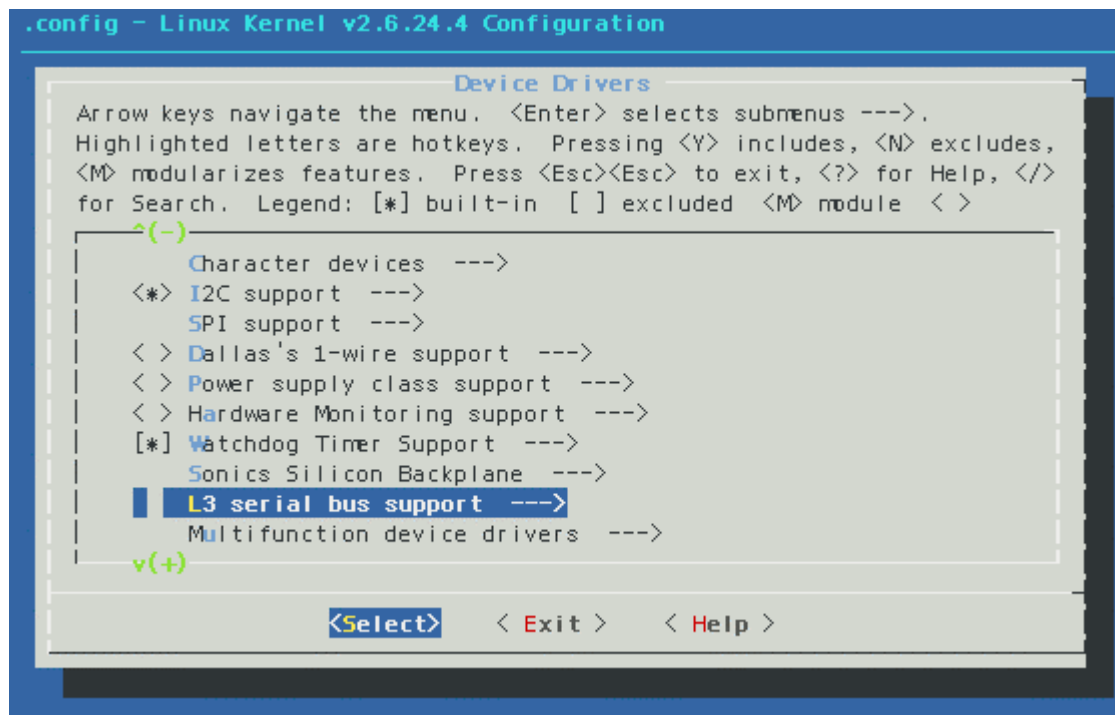 .config - Linux Kernel v2.6.24.4 Configuration
Device Drivers
Arrow keys navigate the menu.  <Enter> selects submenus --->.
Highlighted letters are hotkeys.  Pressing <Y> includes, <N> excludes,
<M> modularizes features.  Press <Esc><Esc> to exit, <?> for Help, </>
for Search.  Legend: [*] built-in  [ ] excluded  <M> module  < >
^(-)
Character devices  --->
<*> I2C support  --->
SPI support  --->
< > Dallas's 1-wire support  --->
< > Power supply class support  --->
< > Hardware Monitoring support  --->
[*] Watchdog Timer Support  --->
Sonics Silicon Backplane  --->
L3 serial bus support  --->
Multifunction device drivers  --->
v(+)
<Select>    < Exit >    < Help >